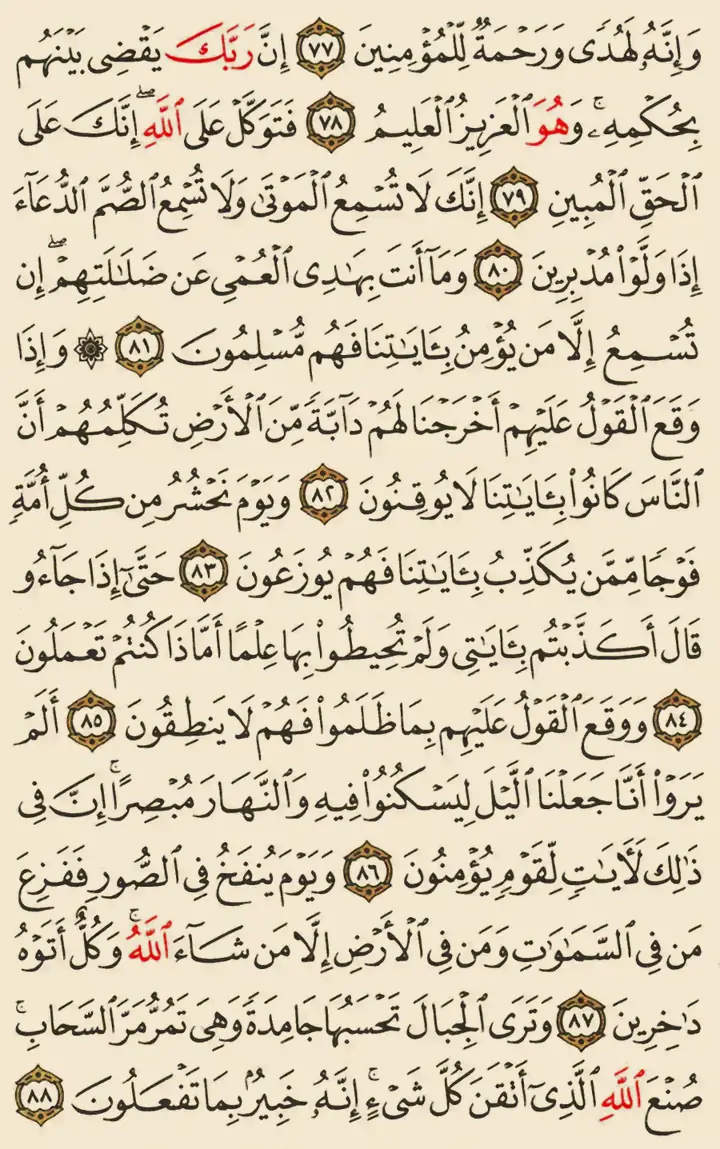 وَإِنَّهُۥ لَهُدًى وَرَحْمَةٌ لِّلْمُؤْمِنِينَ ٧٧ إِنَّ رَبَّكَ يَقْضِى بَيْنَهُم
بِحُكْمِهِۦ ۚ وَهُوَ ٱلْعَزِيزُ ٱلْعَلِيمُ ٧٨ فَتَوَكَّلْ عَلَى ٱللَّهِ ۖ إِنَّكَ عَلَى
ٱلْحَقِّ ٱلْمُبِينِ ٧٩ إِنَّكَ لَا تُسْمِعُ ٱلْمَوْتَىٰ وَلَا تُسْمِعُ ٱلصُّمَّ ٱلدُّعَآءَ
إِذَا وَلَّوْا۟ مُدْبِرِينَ ٨٠ وَمَآ أَنتَ بِهَٰدِى ٱلْعُمْىِ عَن ضَلَٰلَتِهِمْ ۖ إِن
تُسْمِعُ إِلَّا مَن يُؤْمِنُ بِـَٔايَٰتِنَا فَهُم مُّسْلِمُونَ ٨١ ۞ وَإِذَا
وَقَعَ ٱلْقَوْلُ عَلَيْهِمْ أَخْرَجْنَا لَهُمْ دَآبَّةً مِّنَ ٱلْأَرْضِ تُكَلِّمُهُمْ أَنَّ
ٱلنَّاسَ كَانُوا۟ بِـَٔايَٰتِنَا لَا يُوقِنُونَ ٨٢ وَيَوْمَ نَحْشُرُ مِن كُلِّ أُمَّةٍ
فَوْجًا مِّمَّن يُكَذِّبُ بِـَٔايَٰتِنَا فَهُمْ يُوزَعُونَ ٨٣ حَتَّىٰٓ إِذَا جَآءُو
قَالَ أَكَذَّبْتُم بِـَٔايَٰتِى وَلَمْ تُحِيطُوا۟ بِهَا عِلْمًا أَمَّاذَا كُنتُمْ تَعْمَلُونَ
٨٤ وَوَقَعَ ٱلْقَوْلُ عَلَيْهِم بِمَا ظَلَمُوا۟ فَهُمْ لَا يَنطِقُونَ ٨٥ أَلَمْ
يَرَوْا۟ أَنَّا جَعَلْنَا ٱلَّيْلَ لِيَسْكُنُوا۟ فِيهِ وَٱلنَّهَارَ مُبْصِرًا ۚ إِنَّ فِى
ذَٰلِكَ لَـَٔايَٰتٍ لِّقَوْمٍ يُؤْمِنُونَ ٨٦ وَيَوْمَ يُنفَخُ فِى ٱلصُّورِ فَفَزِعَ
مَن فِى ٱلسَّمَٰوَٰتِ وَمَن فِى ٱلْأَرْضِ إِلَّا مَن شَآءَ ٱللَّهُ ۚ وَكُلٌّ أَتَوْهُ
دَٰخِرِينَ ٨٧ وَتَرَى ٱلْجِبَالَ تَحْسَبُهَا جَامِدَةً وَهِىَ تَمُرُّ مَرَّ ٱلسَّحَابِ ۚ
صُنْعَ ٱللَّهِ ٱلَّذِىٓ أَتْقَنَ كُلَّ شَىْءٍ ۚ إِنَّهُۥ خَبِيرٌۢ بِمَا تَفْعَلُونَ ٨٨